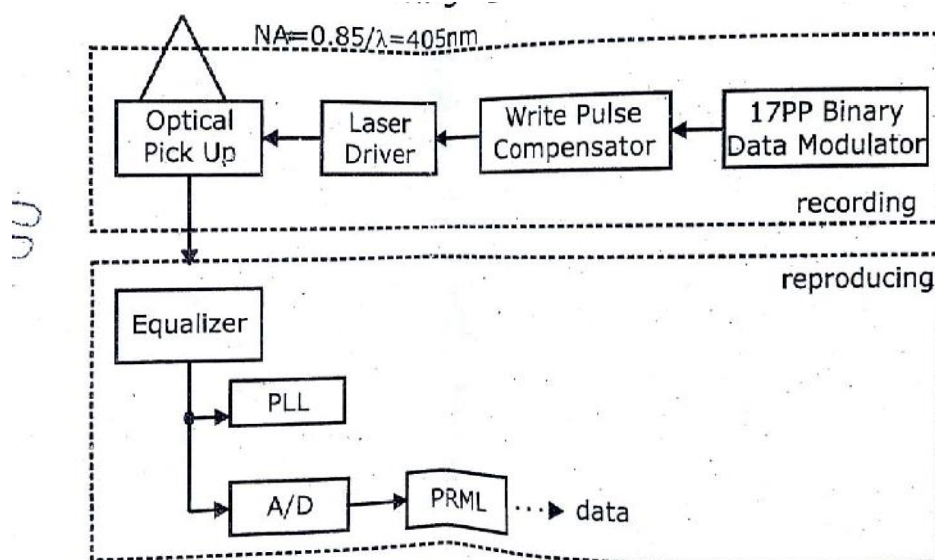 NA=0.85/λ=405nm
Optical
Pick Up
Laser
Driver
Write Pulse
Compensator
17PP Binary
Data Modulator
recording
reproducing
Equalizer
PLL
A/D
PRML
data